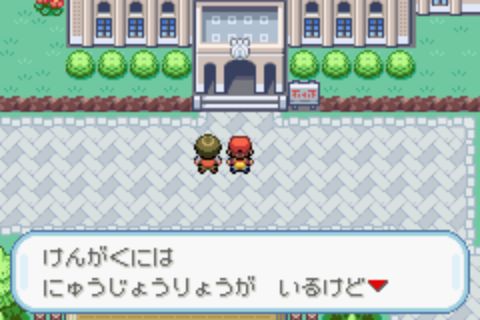 けんがくには
にゅうじょうりょうが　いるけど